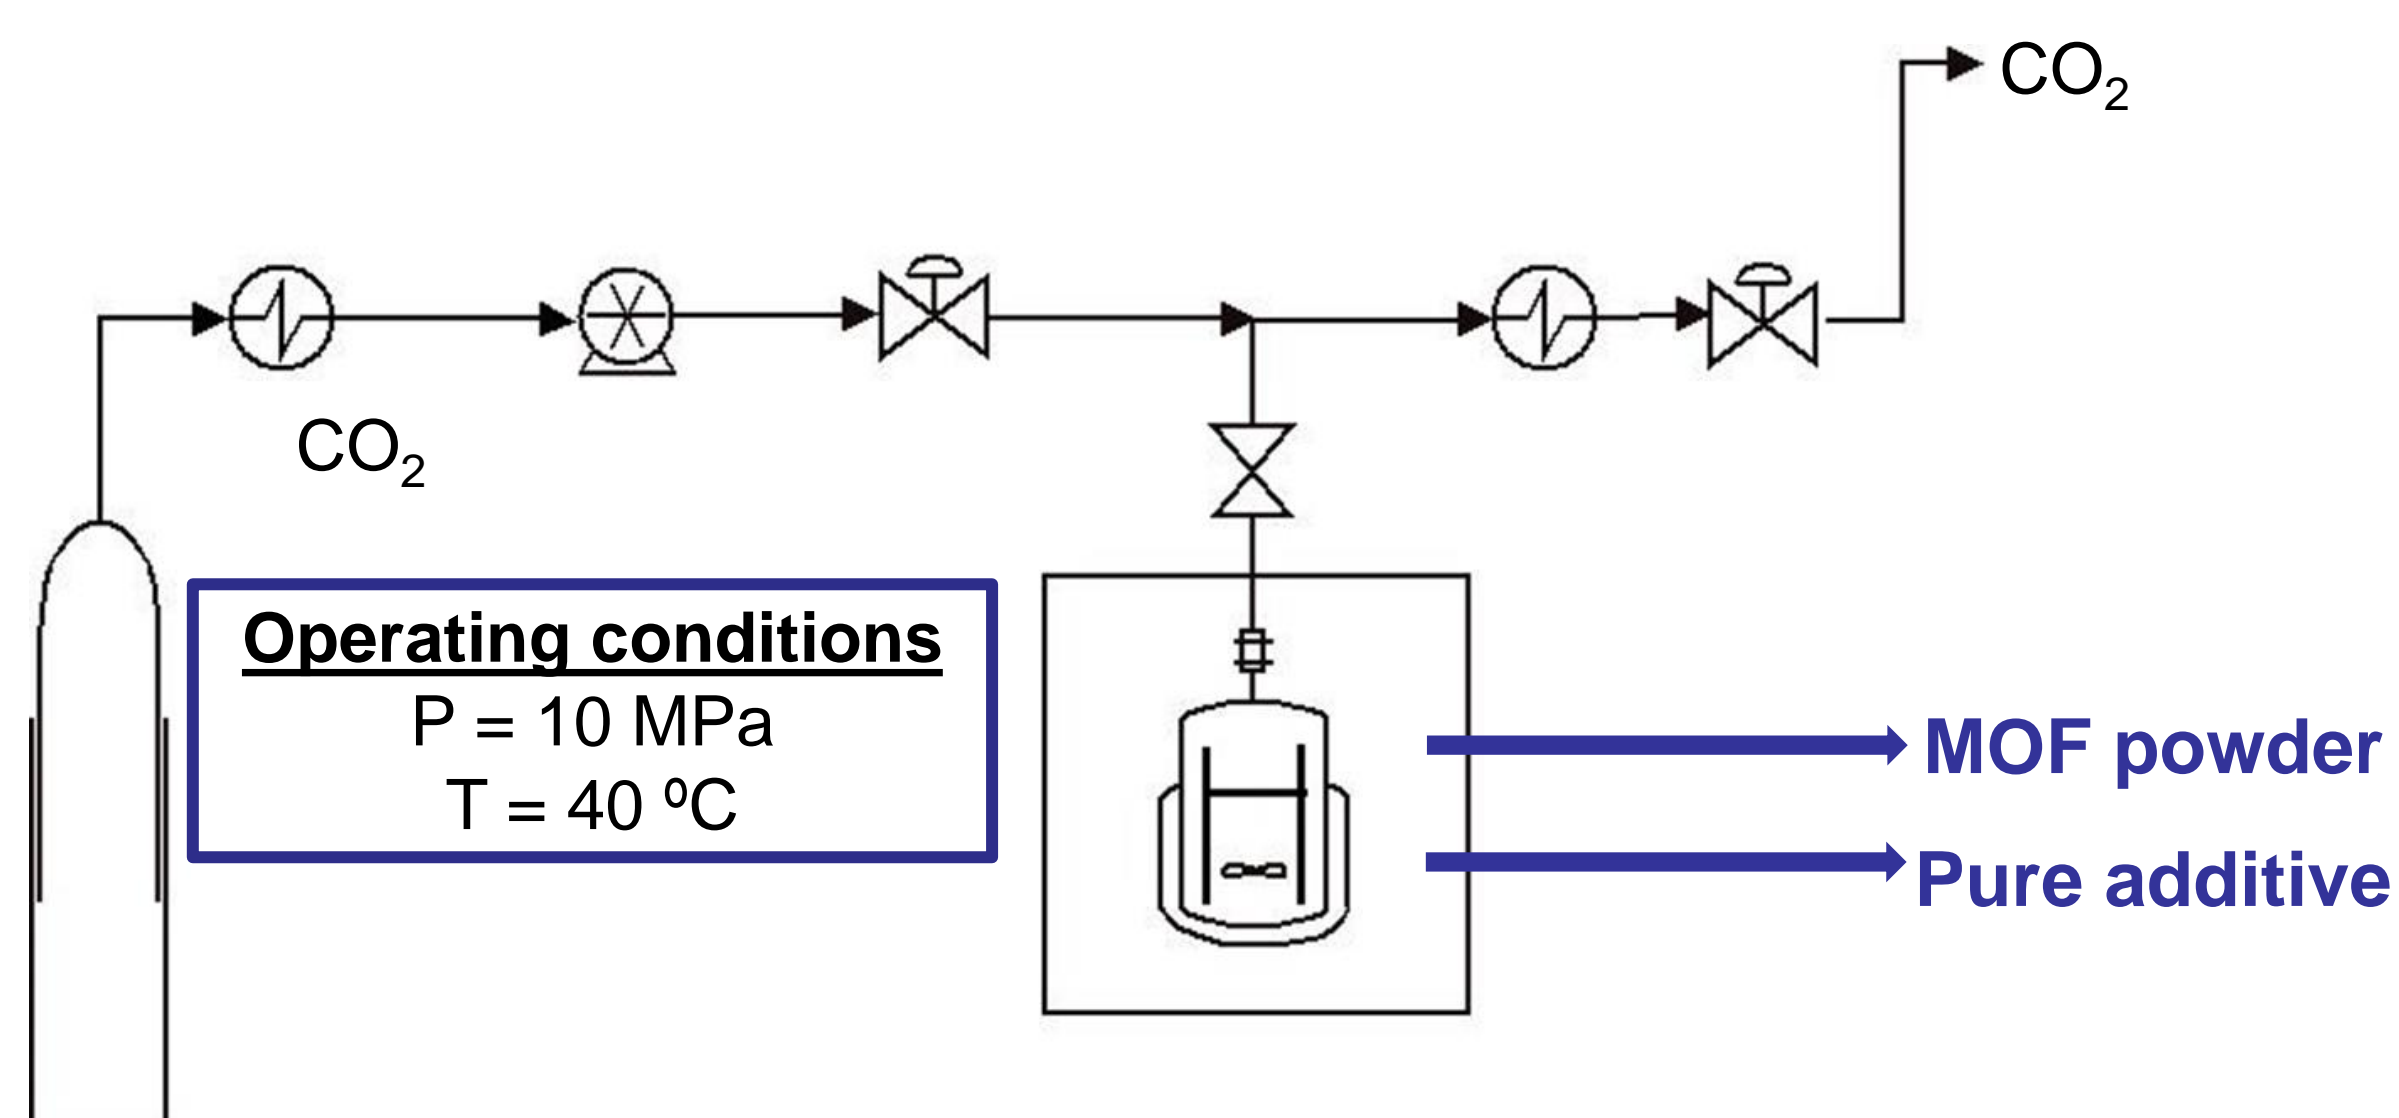 CO₂
CO₂
Operating conditions
P = 10 MPa
T = 40 ºC
MOF powder
Pure additive